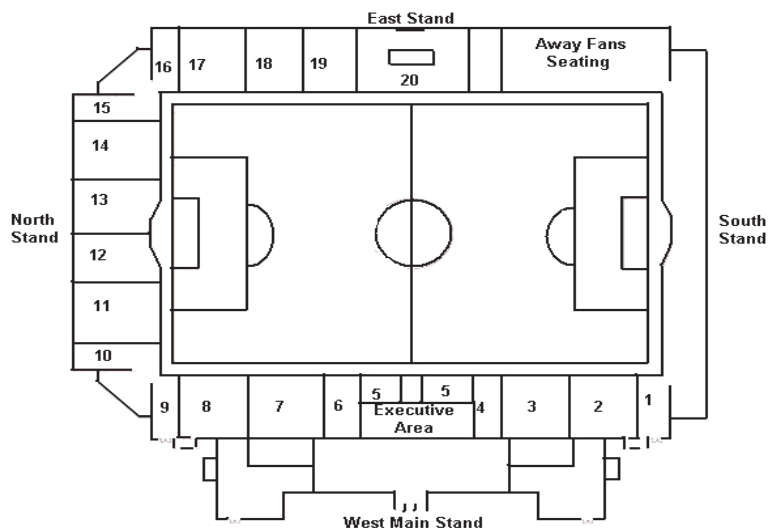 East Stand
Away Fans
Seating
16
17
18
19
20
15
14
13
12
11
10
North
Stand
South
Stand
9
8
7
6
5
5
4
3
2
1
Executive
Area
West Main Stand